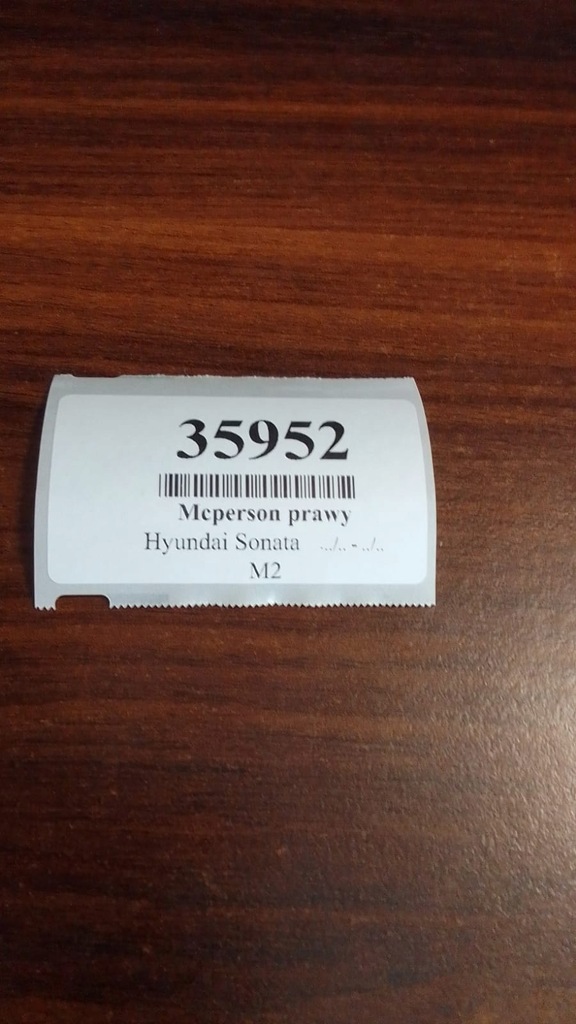 35952
Mcperson prawy
Hyundai Sonata ../.. - ../..
M2